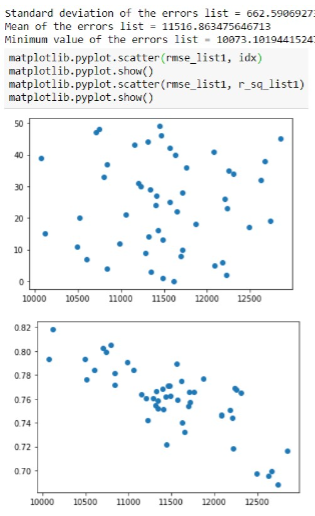 Standard deviation of the errors list = 662.59069273
Mean of the errors list = 11516.863475646713
Minimum value of the errors list = 10073.1019441524
matplotlib.pyplot.scatter(rmse_list1, idx)
matplotlib.pyplot.show()
matplotlib.pyplot.scatter(rmse_list1, r_sq_list1)
matplotlib.pyplot.show()
50
40
30
20
10
0
10000 10500 11000 11500 12000 12500
0.82
0.80
0.78
0.76
0.74
0.72
0.70
10000 10500 11000 11500 12000 12500